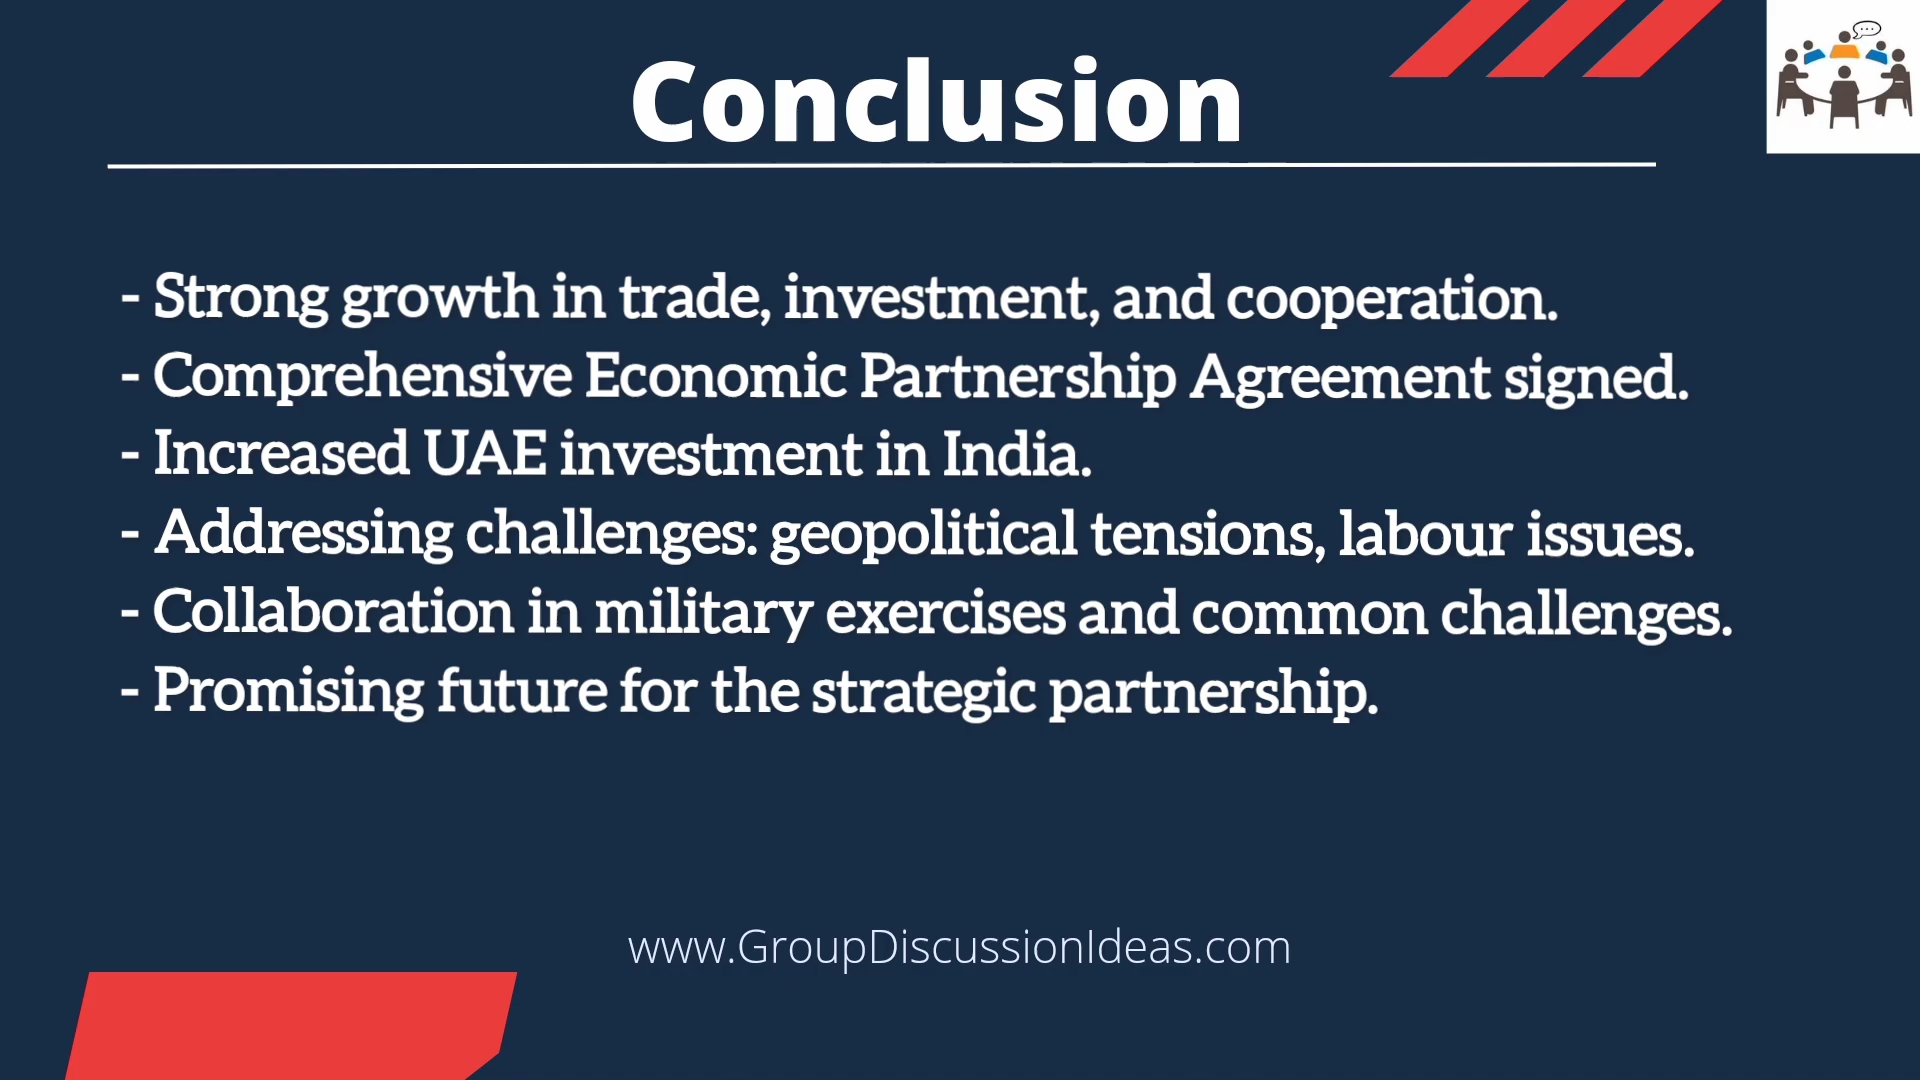 Conclusion
- Strong growth in trade, investment, and cooperation.
- Comprehensive Economic Partnership Agreement signed.
- Increased UAE investment in India.
- Addressing challenges: geopolitical tensions, labour issues.
- Collaboration in military exercises and common challenges.
- Promising future for the strategic partnership.
www.GroupDiscussionIdeas.com